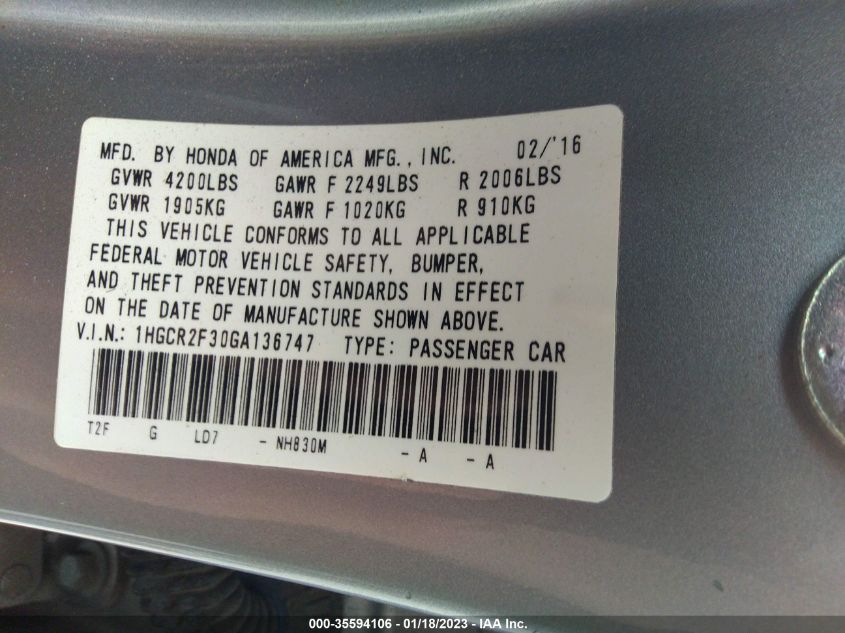 MFD. BY HONDA OF AMERICA MFG., INC. 02/'16
GVWR 4200LBS GAWR F 2249LBS R 2006LBS
GVWR 1905KG GAWR F 1020KG R 910KG
THIS VEHICLE CONFORMS TO ALL APPLICABLE
FEDERAL MOTOR VEHICLE SAFETY, BUMPER,
AND THEFT PREVENTION STANDARDS IN EFFECT
ON THE DATE OF MANUFACTURE SHOWN ABOVE.
V.I.N.: 1HGCR2F30GA136747 TYPE: PASSENGER CAR
T2F G LD7 - NH830M - A - A
000-35594106 - 01/18/2023 - IAA Inc.